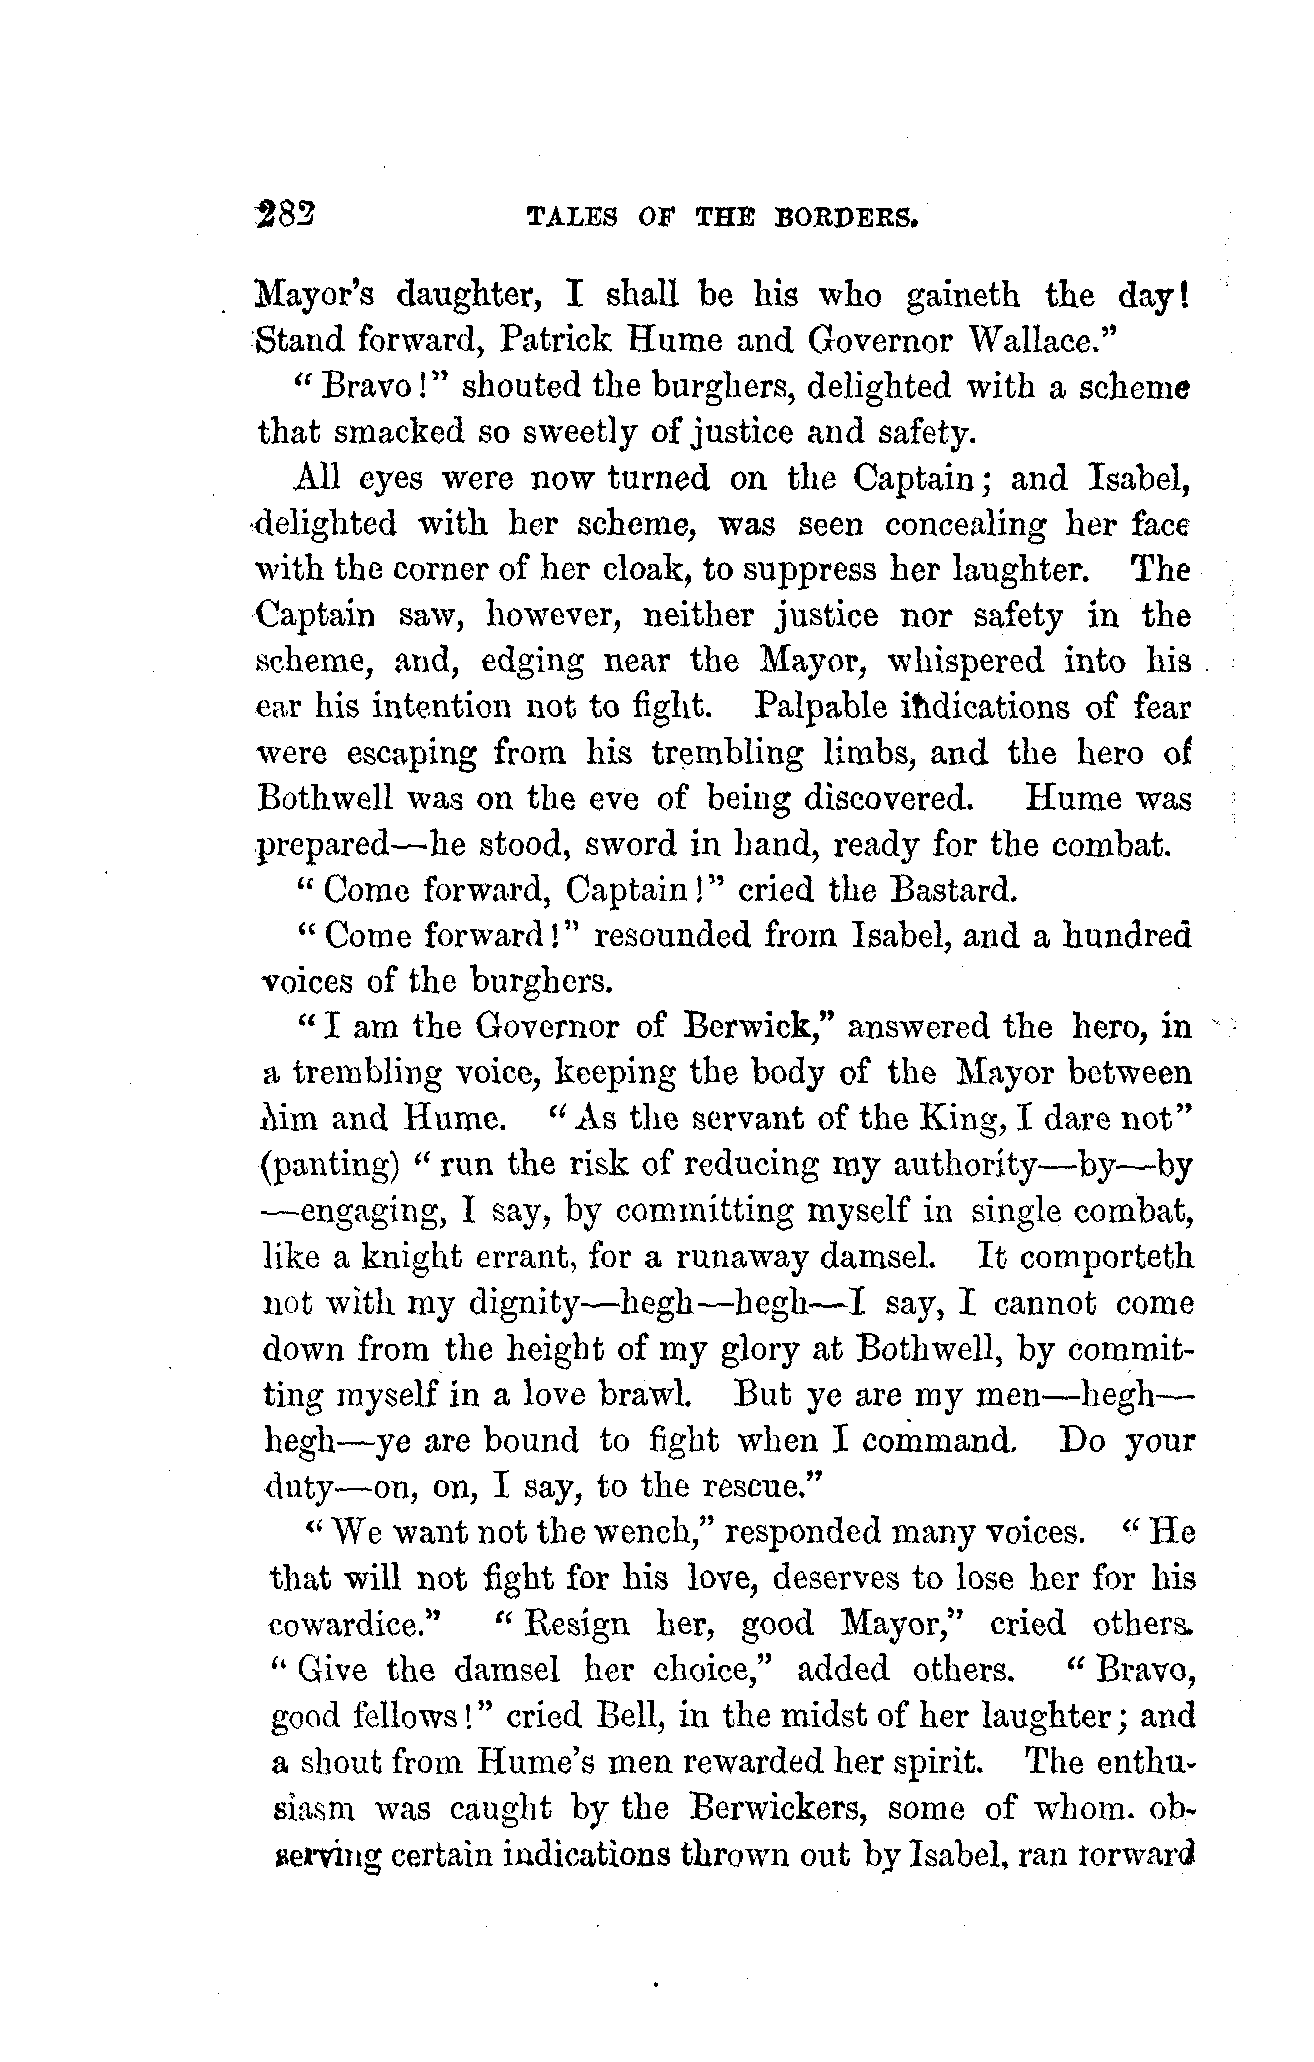 282 TALES OF THE BORDERS.
Mayor's daughter, I shall be his who gaineth the day!
Stand forward, Patrick Hume and Governor Wallace."
"Bravo!" shouted the burghers, delighted with a scheme
that smacked so sweetly of justice and safety.
All eyes were now turned on the Captain; and Isabel,
delighted with her scheme, was seen concealing her face
with the corner of her cloak, to suppress her laughter. The
Captain saw, however, neither justice nor safety in the
scheme, and, edging near the Mayor, whispered into his
ear his intention not to fight. Palpable indications of fear
were escaping from his trembling limbs, and the hero of
Bothwell was on the eve of being discovered. Hume was
prepared—he stood, sword in hand, ready for the combat.
"Come forward, Captain!" cried the Bastard.
"Come forward!" resounded from Isabel, and a hundred
voices of the burghers.
"I am the Governor of Berwick," answered the hero, in
a trembling voice, keeping the body of the Mayor between
him and Hume. "As the servant of the King, I dare not"
(panting) "run the risk of reducing my authority—by—by
—engaging, I say, by committing myself in single combat,
like a knight errant, for a runaway damsel. It comporteth
not with my dignity—hegh—hegh—I say, I cannot come
down from the height of my glory at Bothwell, by commit-
ting myself in a love brawl. But ye are my men—hegh—
hegh—ye are bound to fight when I command. Do your
duty—on, on, I say, to the rescue."
"We want not the wench," responded many voices. "He
that will not fight for his love, deserves to lose her for his
cowardice." "Resign her, good Mayor," cried others.
"Give the damsel her choice," added others. "Bravo,
good fellows!" cried Bell, in the midst of her laughter; and
a shout from Hume's men rewarded her spirit. The enthu-
siasm was caught by the Berwickers, some of whom. ob-
serving certain indications thrown out by Isabel, ran forward